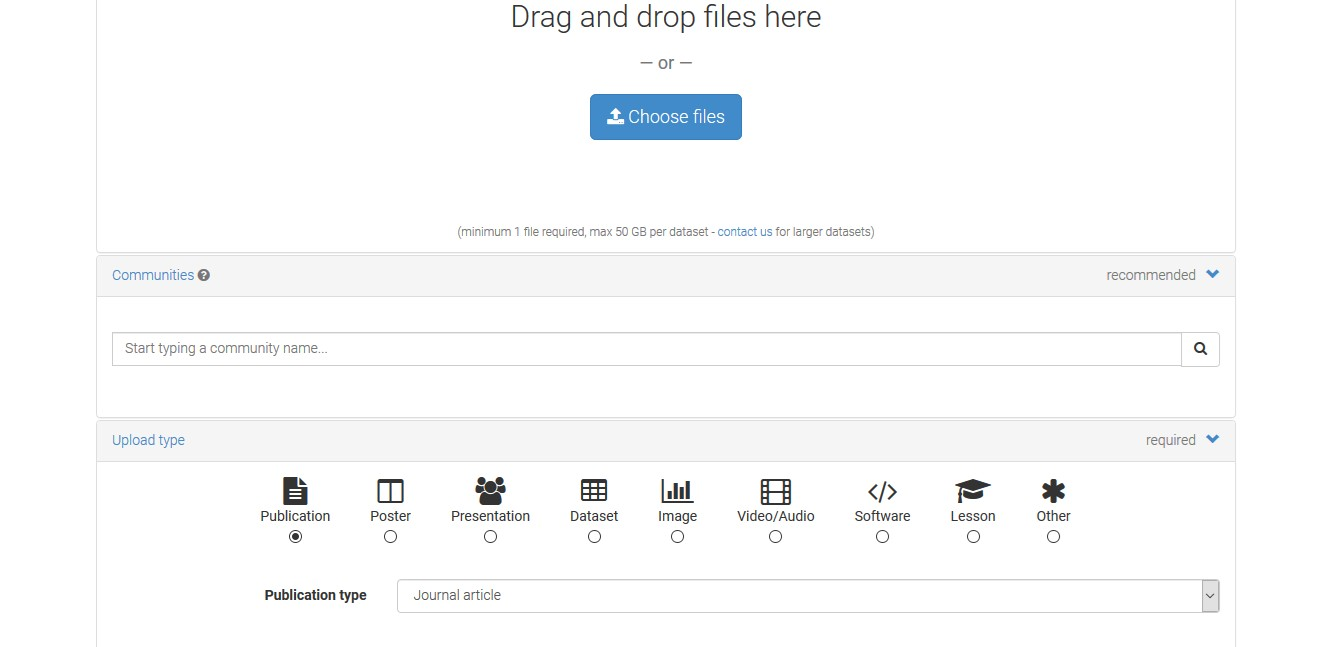 Drag and drop files here
— or —
Choose files
(minimum 1 file required, max 50 GB per dataset - contact us for larger datasets)
Communities recommended
Start typing a community name...
Upload type required
Publication Poster Presentation Dataset Image Video/Audio Software Lesson Other
Publication type Journal article